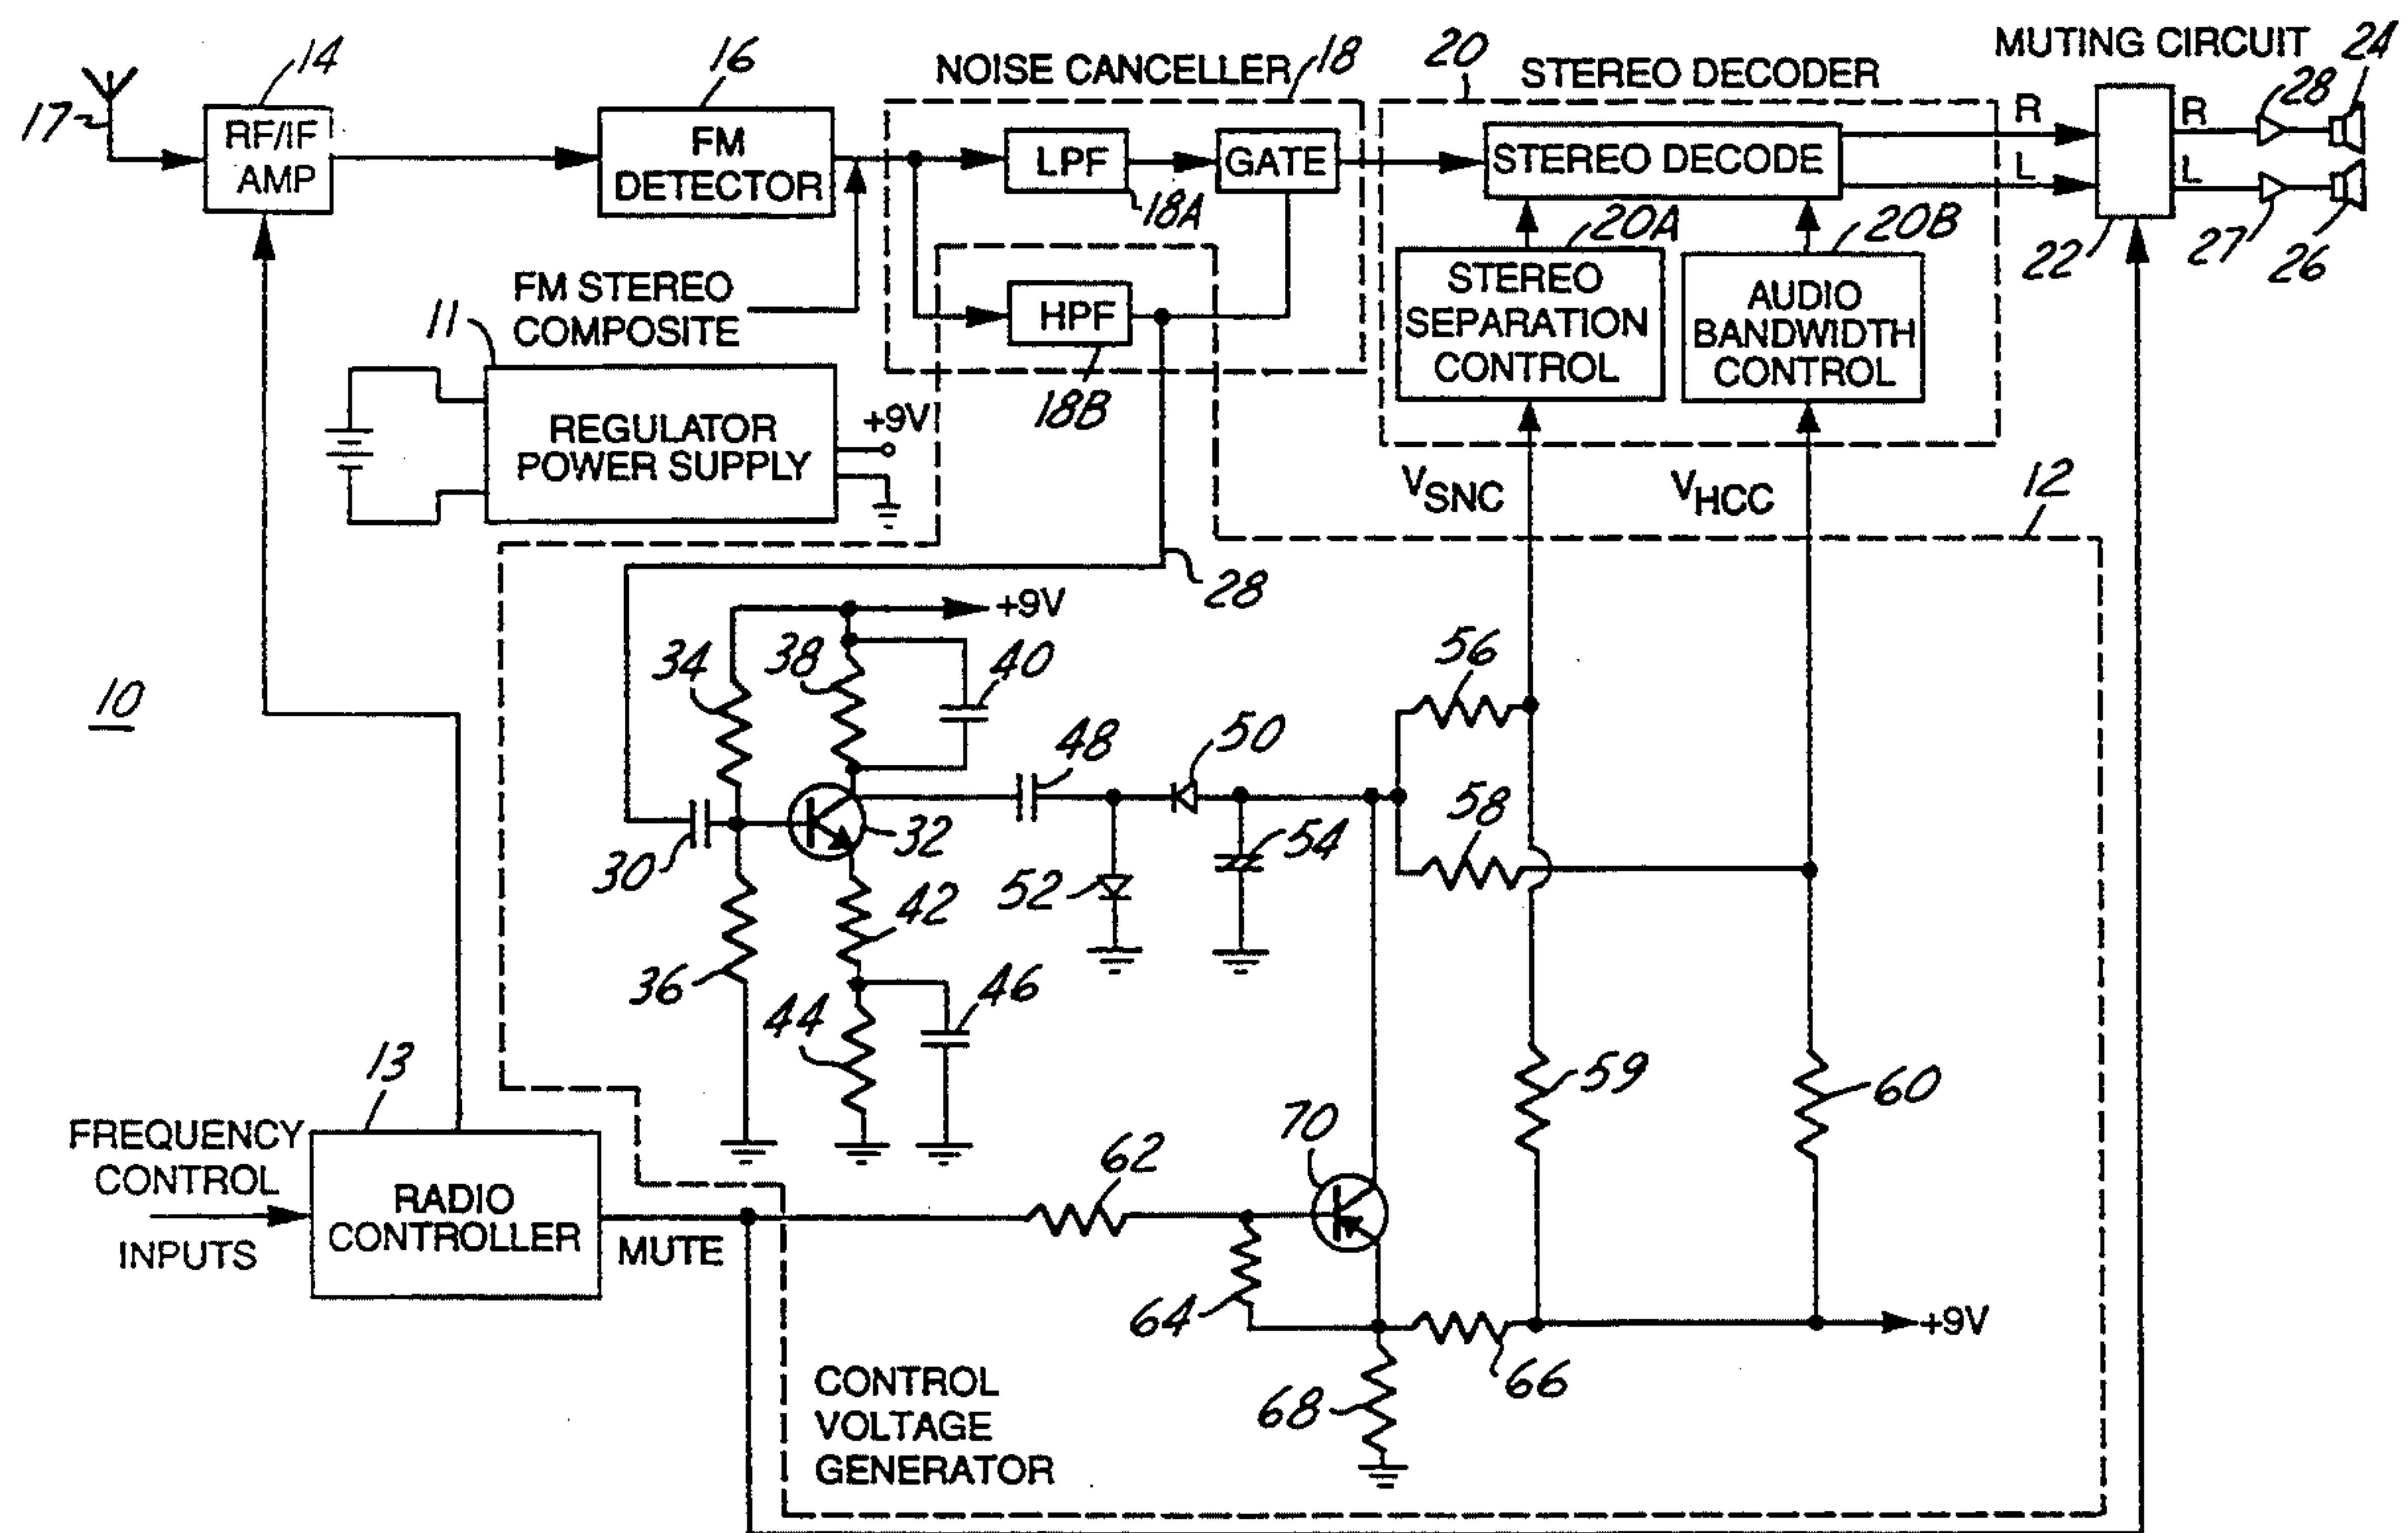 MUTING CIRCUIT
24
14
16
NOISE CANCELLER
18
20
STEREO DECODER
28
17
RF/IF
AMP
FM
DETECTOR
LPF
GATE
STEREO DECODE
R
L
R
L
18A
20A
20B
22
27
26
FM STEREO
COMPOSITE
HPF
STEREO
SEPARATION
CONTROL
AUDIO
BANDWIDTH
CONTROL
11
18B
REGULATOR
POWER SUPPLY
+9V
VSNC
VHCC
12
28
+9V
34
38
40
56
10
48
50
58
30
32
52
54
42
36
44
46
13
59
60
FREQUENCY
CONTROL
INPUTS
RADIO
CONTROLLER
MUTE
62
70
64
66
+9V
68
CONTROL
VOLTAGE
GENERATOR